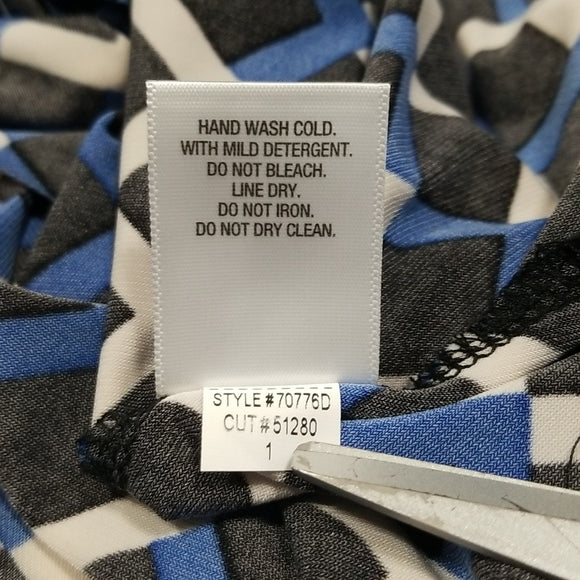 HAND WASH COLD.
WITH MILD DETERGENT.
DO NOT BLEACH.
LINE DRY.
DO NOT IRON.
DO NOT DRY CLEAN.
STYLE#70776D
CUT#51280
1